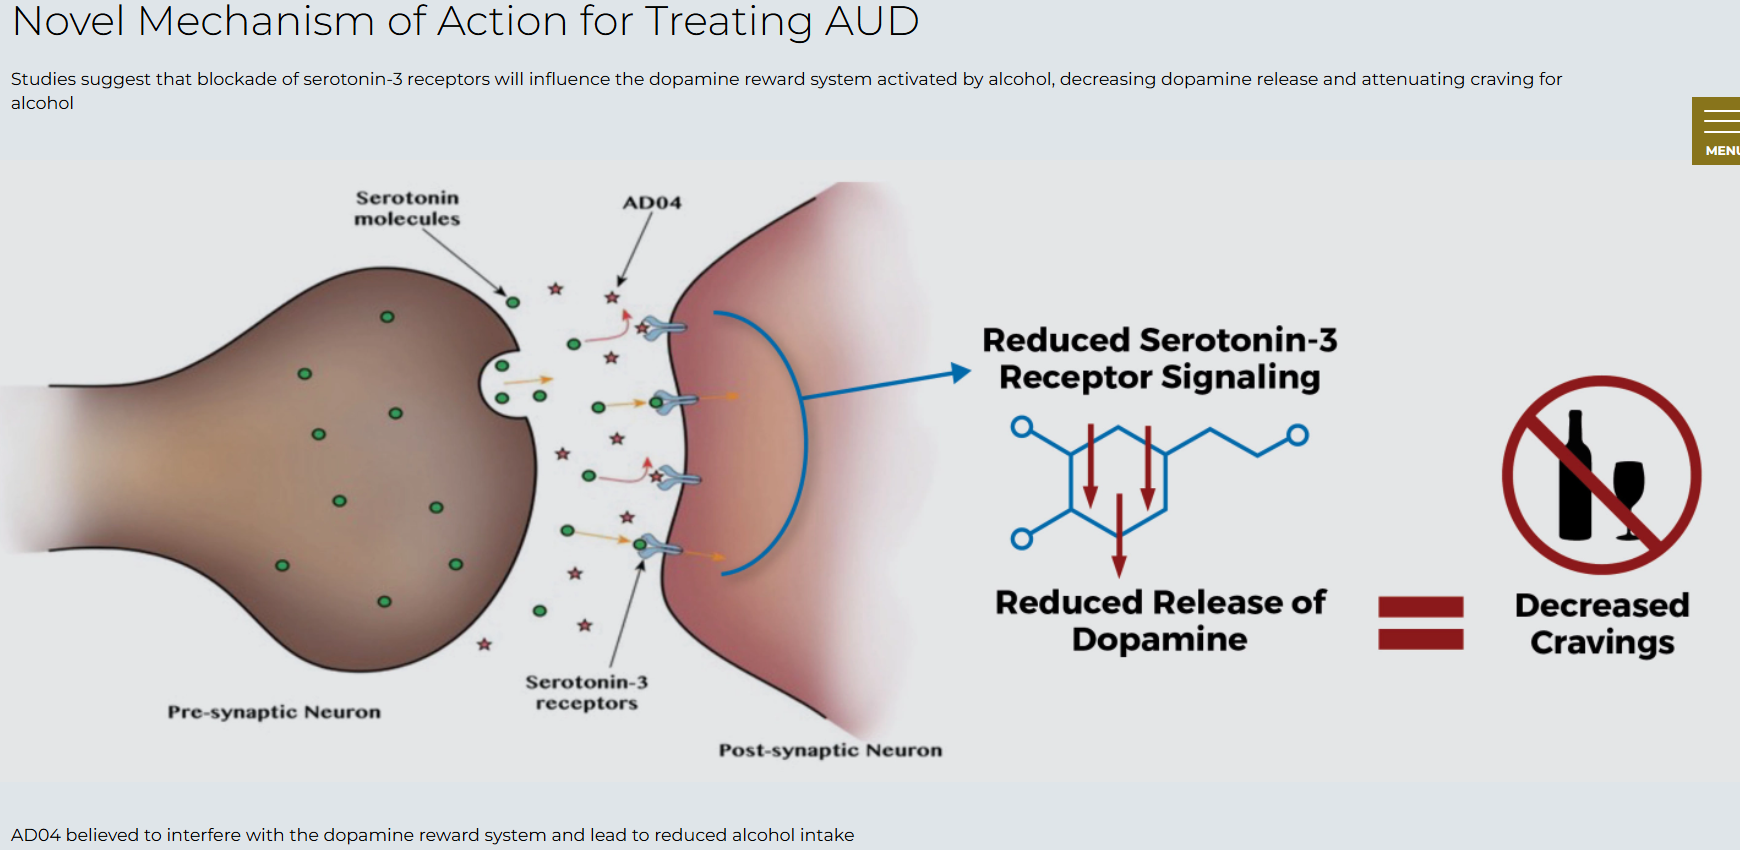 Novel Mechanism of Action for Treating AUD
Studies suggest that blockade of serotonin-3 receptors will influence the dopamine reward system activated by alcohol, decreasing dopamine release and attenuating craving for
alcohol
MENU
Serotonin
molecules
AD04
Reduced Serotonin-3
Receptor Signaling
Reduced Release of
Dopamine
Decreased
Cravings
Serotonin-3
receptors
Pre-synaptic Neuron
Post-synaptic Neuron
AD04 believed to interfere with the dopamine reward system and lead to reduced alcohol intake